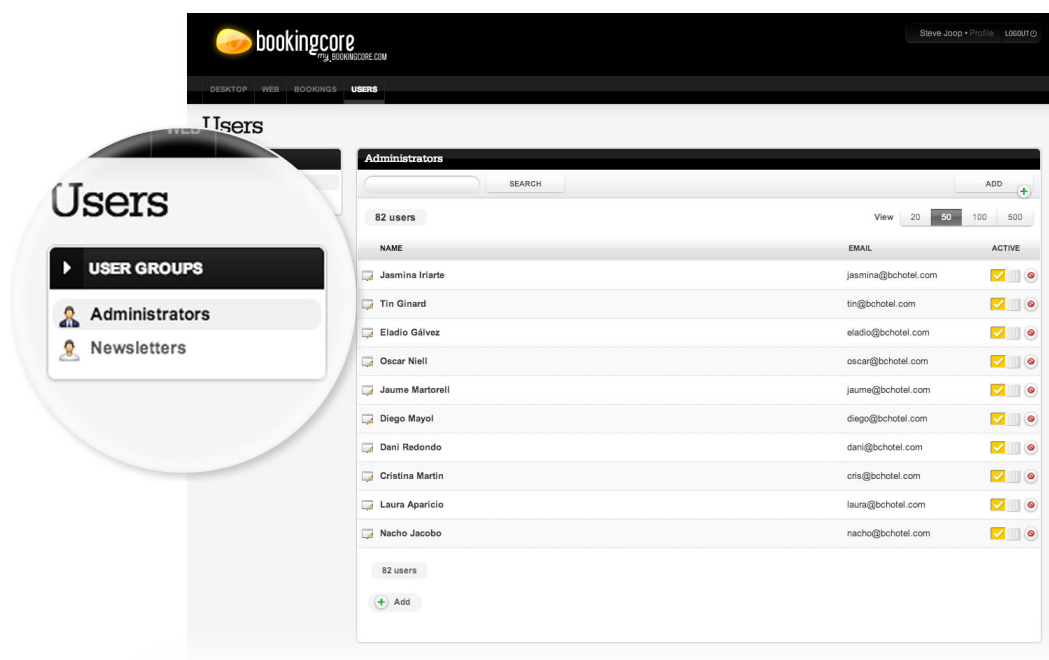 bookingcore
my.BOOKINGCORE.COM
Steve Joop • Profile LOGOUT
DESKTOP WEB BOOKINGS USERS
Users
WEB
Users
USER GROUPS
Administrators
Newsletters
Administrators
SEARCH ADD
82 users View 20 50 100 500
NAME EMAIL ACTIVE
Jasmina Iriarte jasmina@bchotel.com
Tin Ginard tin@bchotel.com
Eladio Gálvez eladio@bchotel.com
Oscar Niell oscar@bchotel.com
Jaume Martorell jaume@bchotel.com
Diego Mayol diego@bchotel.com
Dani Redondo dani@bchotel.com
Cristina Martin cris@bchotel.com
Laura Aparicio laura@bchotel.com
Nacho Jacobo nacho@bchotel.com
82 users
Add